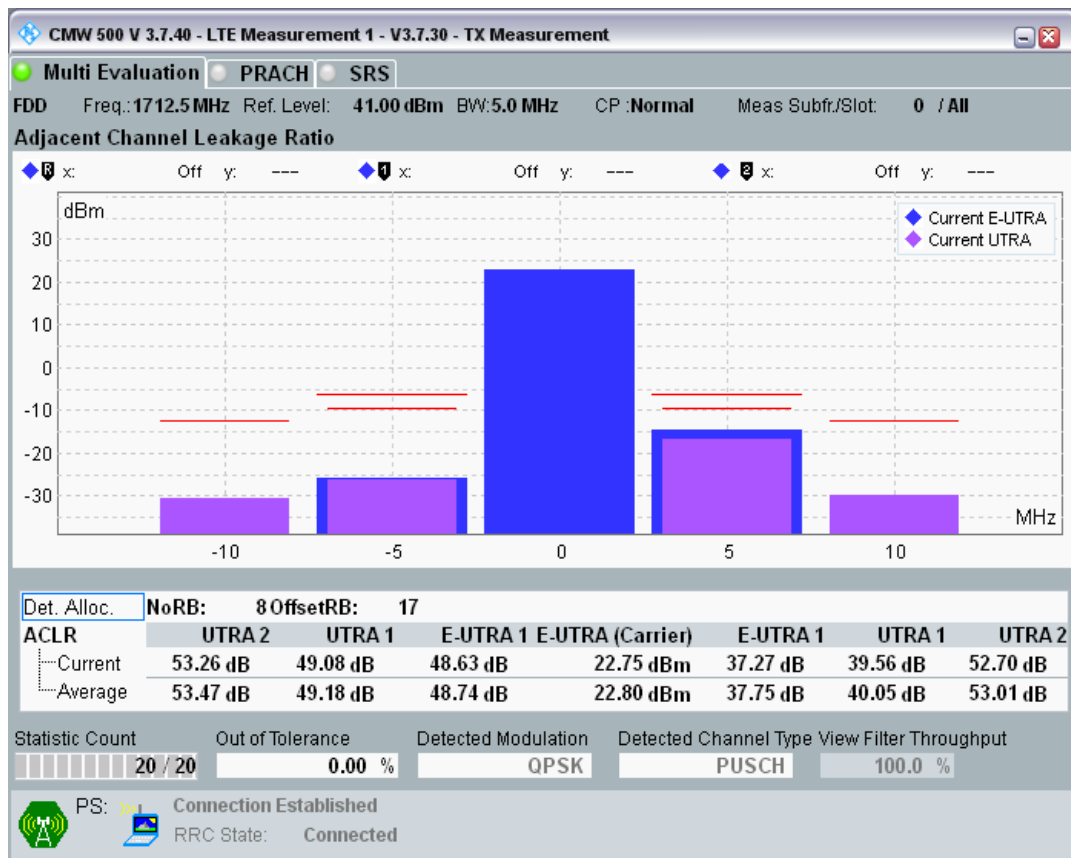 CMW 500 V 3.7.40 - LTE Measurement 1 - V3.7.30 - TX Measurement
Multi Evaluation PRACH SRS
FDD Freq.:1712.5 MHz Ref. Level: 41.00 dBm BW:5.0 MHz CP :Normal Meas Subfr./Slot: 0 / All
Adjacent Channel Leakage Ratio
R x: Off y: --- 1 x: Off y: --- 2 x: Off y: ---
dBm
Current E-UTRA
Current UTRA
30
20
10
0
-10
-20
-30
MHz
-10 -5 0 5 10
Det. Alloc. NoRB: 8 OffsetRB: 17
ACLR UTRA 2 UTRA 1 E-UTRA 1 E-UTRA (Carrier) E-UTRA 1 UTRA 1 UTRA 2
Current 53.26 dB 49.08 dB 48.63 dB 22.75 dBm 37.27 dB 39.56 dB 52.70 dB
Average 53.47 dB 49.18 dB 48.74 dB 22.80 dBm 37.75 dB 40.05 dB 53.01 dB
Statistic Count Out of Tolerance Detected Modulation Detected Channel Type View Filter Throughput
20 / 20 0.00 % QPSK PUSCH 100.0 %
PS: Connection Established
RRC State: Connected